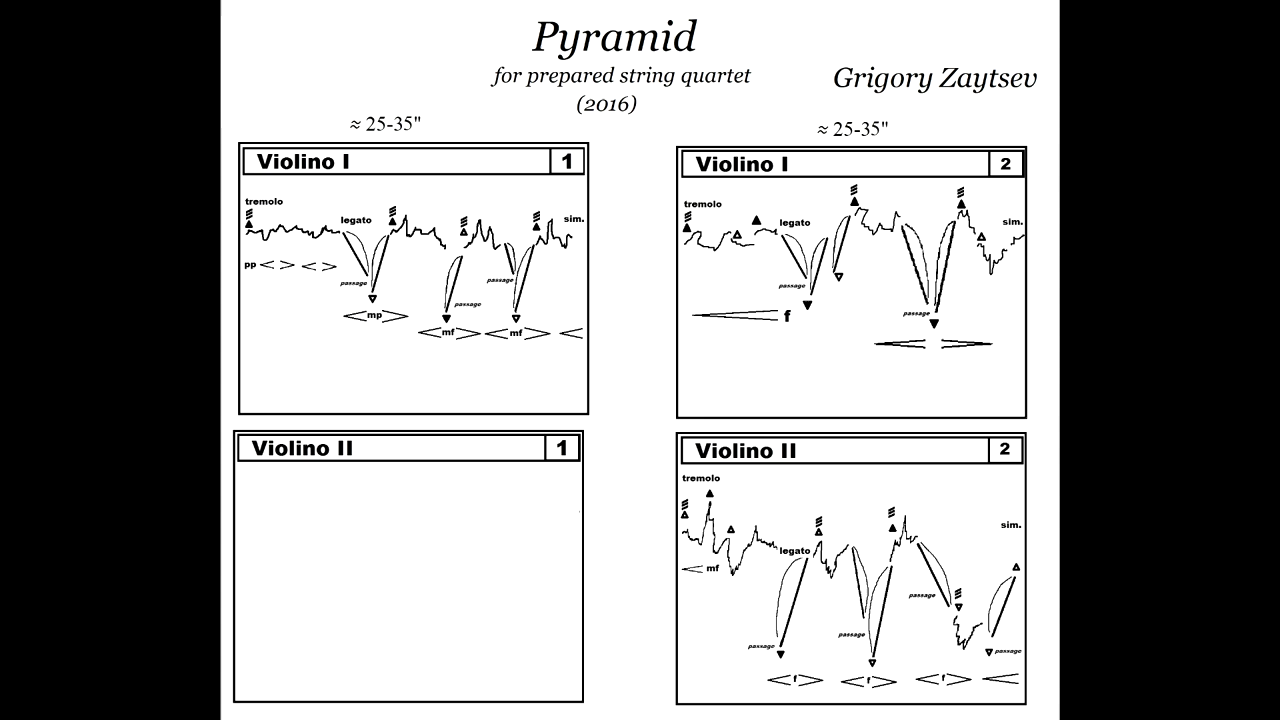 Pyramid
for prepared string quartet
(2016)
Grigory Zaytsev
≈ 25-35"
Violino I 1
tremolo
legato
sim.
pp
passage
passage
passage
mp
mf mf
≈ 25-35"
Violino I 2
tremolo
legato
sim.
passage
f
passage
Violino II 1
Violino II 2
tremolo
sim.
legato
mf
passage
passage
passage passage
f f f